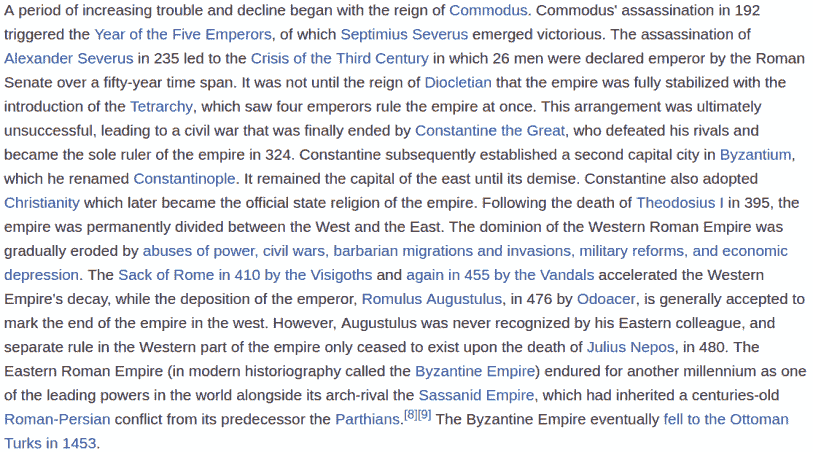 A period of increasing trouble and decline began with the reign of Commodus. Commodus' assassination in 192
triggered the Year of the Five Emperors, of which Septimius Severus emerged victorious. The assassination of
Alexander Severus in 235 led to the Crisis of the Third Century in which 26 men were declared emperor by the Roman
Senate over a fifty-year time span. It was not until the reign of Diocletian that the empire was fully stabilized with the
introduction of the Tetrarchy, which saw four emperors rule the empire at once. This arrangement was ultimately
unsuccessful, leading to a civil war that was finally ended by Constantine the Great, who defeated his rivals and
became the sole ruler of the empire in 324. Constantine subsequently established a second capital city in Byzantium,
which he renamed Constantinople. It remained the capital of the east until its demise. Constantine also adopted
Christianity which later became the official state religion of the empire. Following the death of Theodosius I in 395, the
empire was permanently divided between the West and the East. The dominion of the Western Roman Empire was
gradually eroded by abuses of power, civil wars, barbarian migrations and invasions, military reforms, and economic
depression. The Sack of Rome in 410 by the Visigoths and again in 455 by the Vandals accelerated the Western
Empire's decay, while the deposition of the emperor, Romulus Augustulus, in 476 by Odoacer, is generally accepted to
mark the end of the empire in the west. However, Augustulus was never recognized by his Eastern colleague, and
separate rule in the Western part of the empire only ceased to exist upon the death of Julius Nepos, in 480. The
Eastern Roman Empire (in modern historiography called the Byzantine Empire) endured for another millennium as one
of the leading powers in the world alongside its arch-rival the Sassanid Empire, which had inherited a centuries-old
Roman-Persian conflict from its predecessor the Parthians.[8][9] The Byzantine Empire eventually fell to the Ottoman
Turks in 1453.